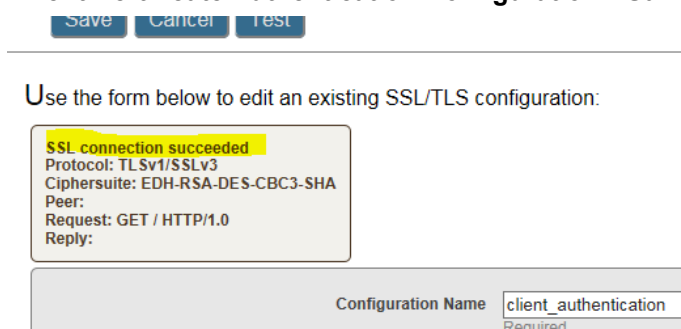 Save Cancel Test
Use the form below to edit an existing SSL/TLS configuration:
SSL connection succeeded
Protocol: TLSv1/SSLv3
Ciphersuite: EDH-RSA-DES-CBC3-SHA
Peer:
Request: GET / HTTP/1.0
Reply:
Configuration Name client_authentication
Required